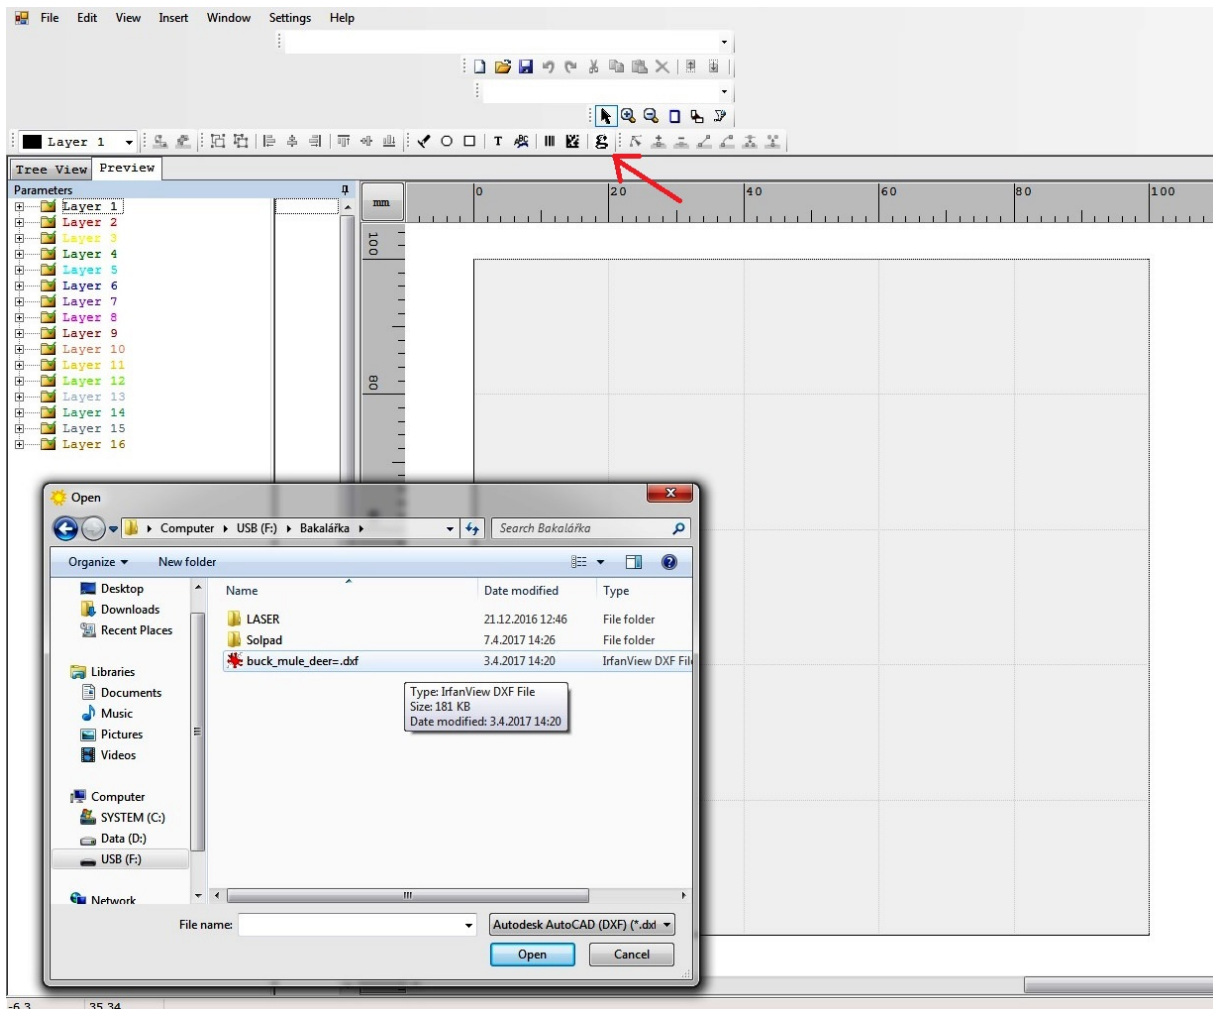 File Edit View Insert Window Settings Help
Layer 1
T ABC
Tree View Preview
Parameters
mm
0 20 40 60 80 100
Layer 1
Layer 2
Layer 3
Layer 4
Layer 5
Layer 6
Layer 7
Layer 8
Layer 9
Layer 10
Layer 11
Layer 12
Layer 13
Layer 14
Layer 15
Layer 16
100
80
Open
Computer USB (F:) Bakalářka
Search Bakalářka
Organize New folder
Name Date modified Type
Desktop
Downloads
Recent Places
Libraries
Documents
Music
Pictures
Videos
Computer
SYSTEM (C:)
Data (D:)
USB (F:)
Network
LASER 21.12.2016 12:46 File folder
Solpad 7.4.2017 14:26 File folder
buck_mule_deer=.dxf 3.4.2017 14:20 IrfanView DXF File
Type: IrfanView DXF File
Size: 181 KB
Date modified: 3.4.2017 14:20
File name:
Autodesk AutoCAD (DXF) (*.dxf
Open Cancel
-6.3 35.34